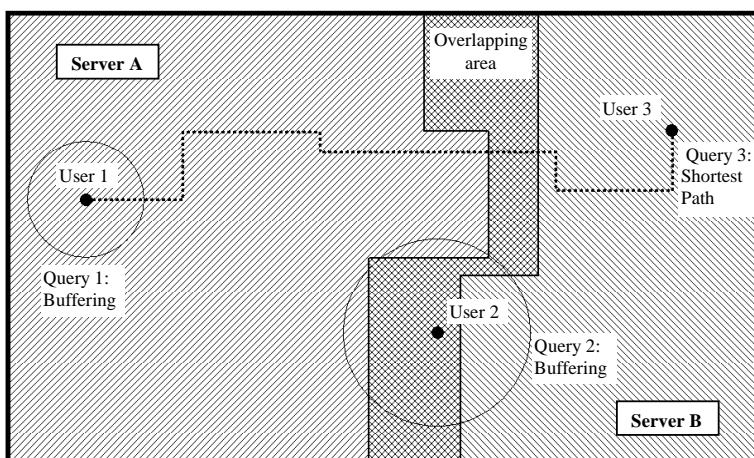 Overlapping
area
Server A
User 3
Query 3:
Shortest
Path
User 1
Query 1:
Buffering
User 2
Query 2:
Buffering
Server B